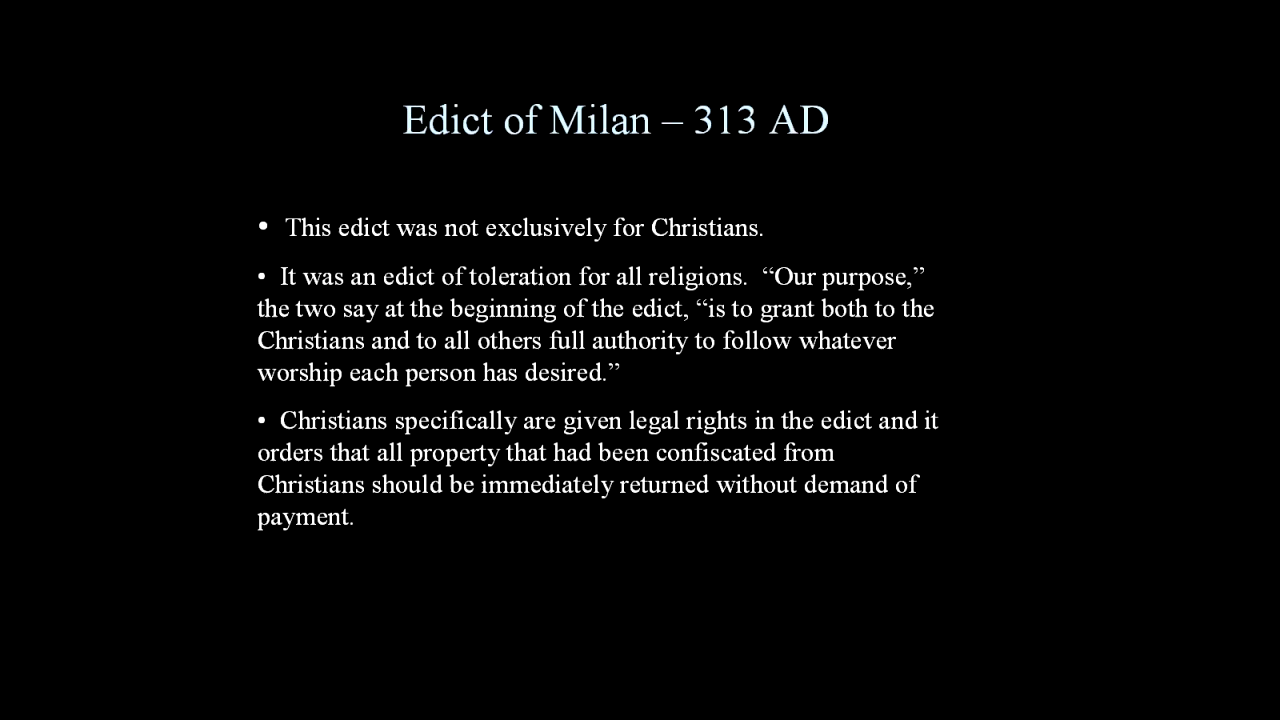 Edict of Milan – 313 AD
• This edict was not exclusively for Christians.
• It was an edict of toleration for all religions. “Our purpose,”
the two say at the beginning of the edict, “is to grant both to the
Christians and to all others full authority to follow whatever
worship each person has desired.”
• Christians specifically are given legal rights in the edict and it
orders that all property that had been confiscated from
Christians should be immediately returned without demand of
payment.